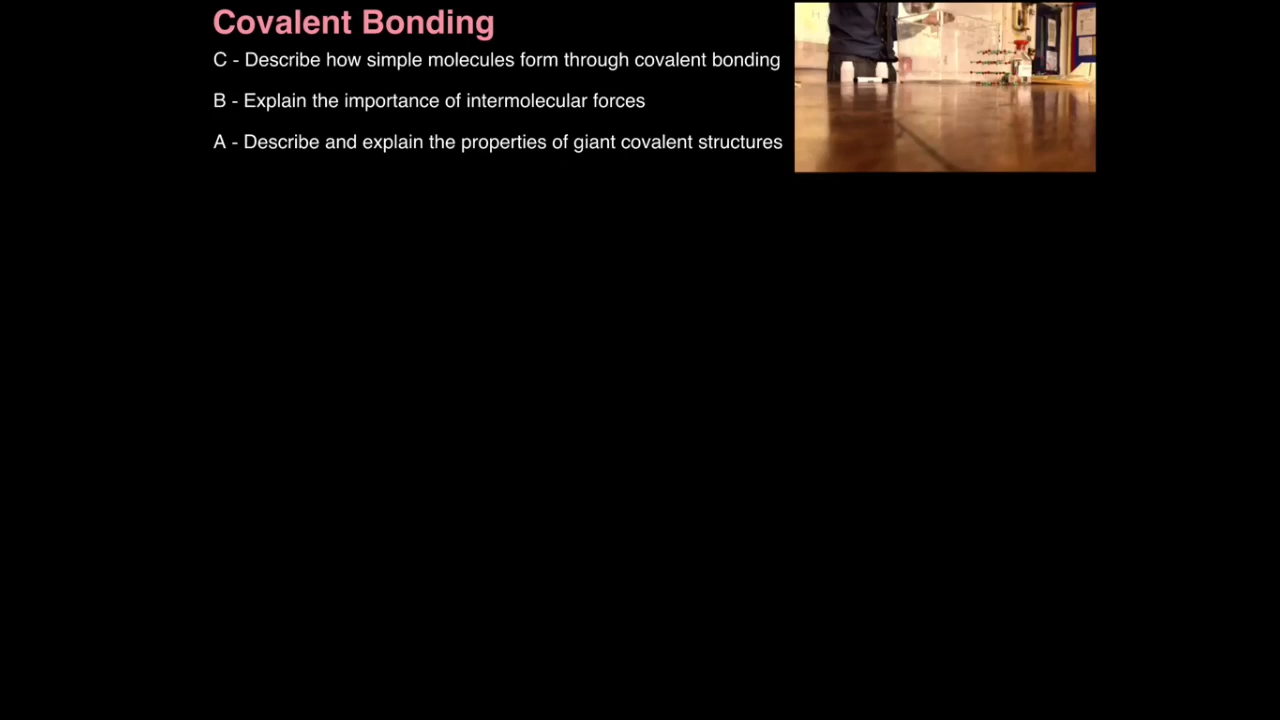 Covalent Bonding
C - Describe how simple molecules form through covalent bonding
B - Explain the importance of intermolecular forces
A - Describe and explain the properties of giant covalent structures